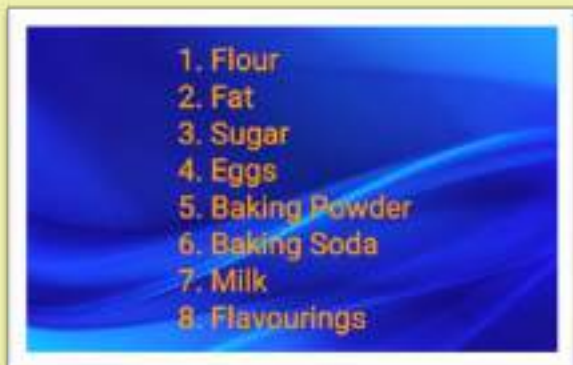 1. Flour
2. Fat
3. Sugar
4. Eggs
5. Baking Powder
6. Baking Soda
7. Milk
8. Flavourings